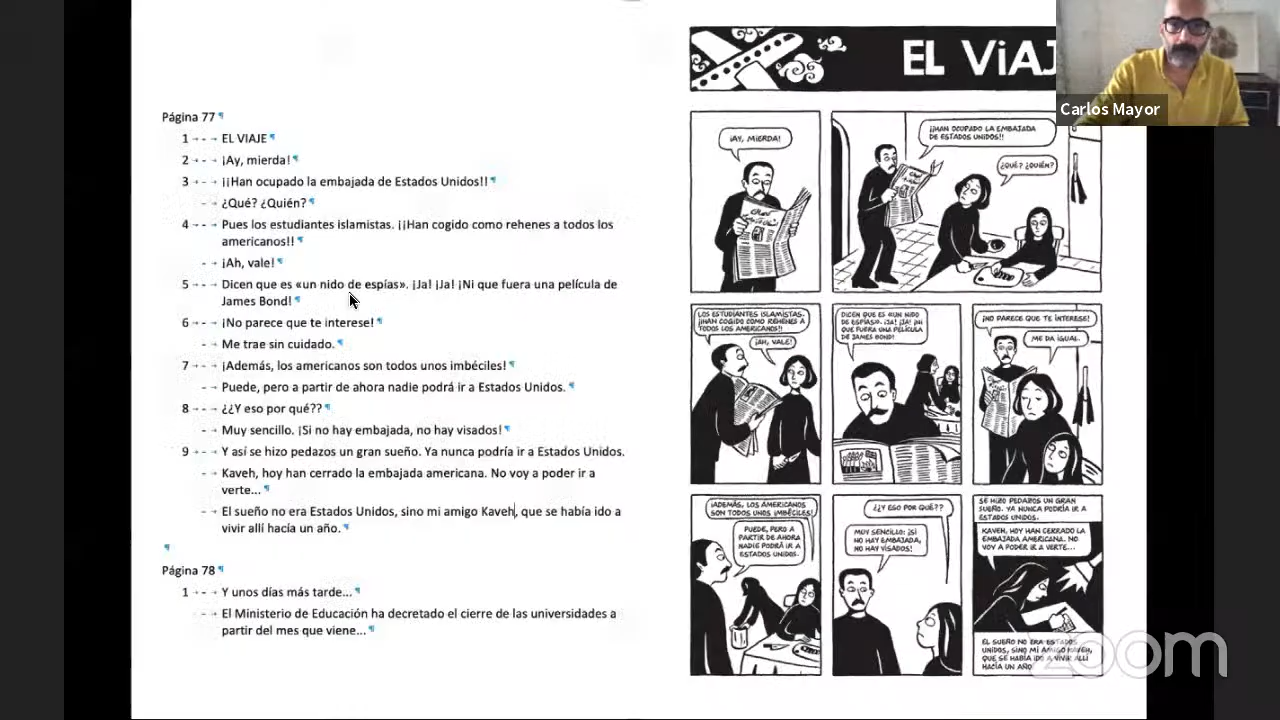 Página 77
1 EL VIAJE
2 ¡Ay, mierda!
3 ¡¡Han ocupado la embajada de Estados Unidos!!
- ¿Qué? ¿Quién?
4 - Pues los estudiantes islamistas. ¡¡Han cogido como rehenes a todos los
americanos!!
- ¡Ah, vale!
5 - Dicen que es «un nido de espías». ¡Ja! ¡Ja! ¡Ni que fuera una película de
James Bond!
6 - ¡No parece que te interese!
- Me trae sin cuidado.
7 - ¡Además, los americanos son todos unos imbéciles!
- Puede, pero a partir de ahora nadie podrá ir a Estados Unidos.
8 - ¿¿Y eso por qué??
- Muy sencillo. ¡Si no hay embajada, no hay visados!
9 - Y así se hizo pedazos un gran sueño. Ya nunca podría ir a Estados Unidos.
- Kaveh, hoy han cerrado la embajada americana. No voy a poder ir a
verte...
- El sueño no era Estados Unidos, sino mi amigo Kaveh, que se había ido a
vivir allí hacía un año.
Página 78
1 - Y unos días más tarde...
- El Ministerio de Educación ha decretado el cierre de las universidades a
partir del mes que viene...
EL ViAJ
¡AY, MIERDA!
¡¡HAN OCUPADO LA EMBAJADA
DE ESTADOS UNIDOS!!
¿QUÉ? ¿QUIÉN?
LOS ESTUDIANTES ISLAMISTAS.
¡¡HAN COGIDO COMO REHENES A
TODOS LOS AMERICANOS!!
¡AH, VALE!
DICEN QUE ES «UN NIDO
DE ESPÍAS». ¡JA! ¡JA! ¡NI
QUE FUERA UNA PELÍCULA
DE JAMES BOND!
¡NO PARECE QUE TE INTERESE!
ME DA IGUAL.
¡ADEMÁS, LOS AMERICANOS
SON TODOS UNOS IMBÉCILES!
PUEDE, PERO A
PARTIR DE AHORA
NADIE PODRÁ IR A
ESTADOS UNIDOS.
¿¿Y ESO POR QUÉ??
MUY SENCILLO: ¡SI
NO HAY EMBAJADA,
NO HAY VISADOS!
SE HIZO PEDAZOS UN GRAN
SUEÑO. YA NUNCA PODRÍA IR A
ESTADOS UNIDOS.
KAVEH, HOY HAN CERRADO LA
EMBAJADA AMERICANA. NO
VOY A PODER IR A VERTE...
EL SUEÑO NO ERA ESTADOS
UNIDOS, SINO MI AMIGO KAVEH,
QUE SE HABÍA IDO A VIVIR ALLÍ
HACÍA UN AÑO.
Carlos Mayor
zoom